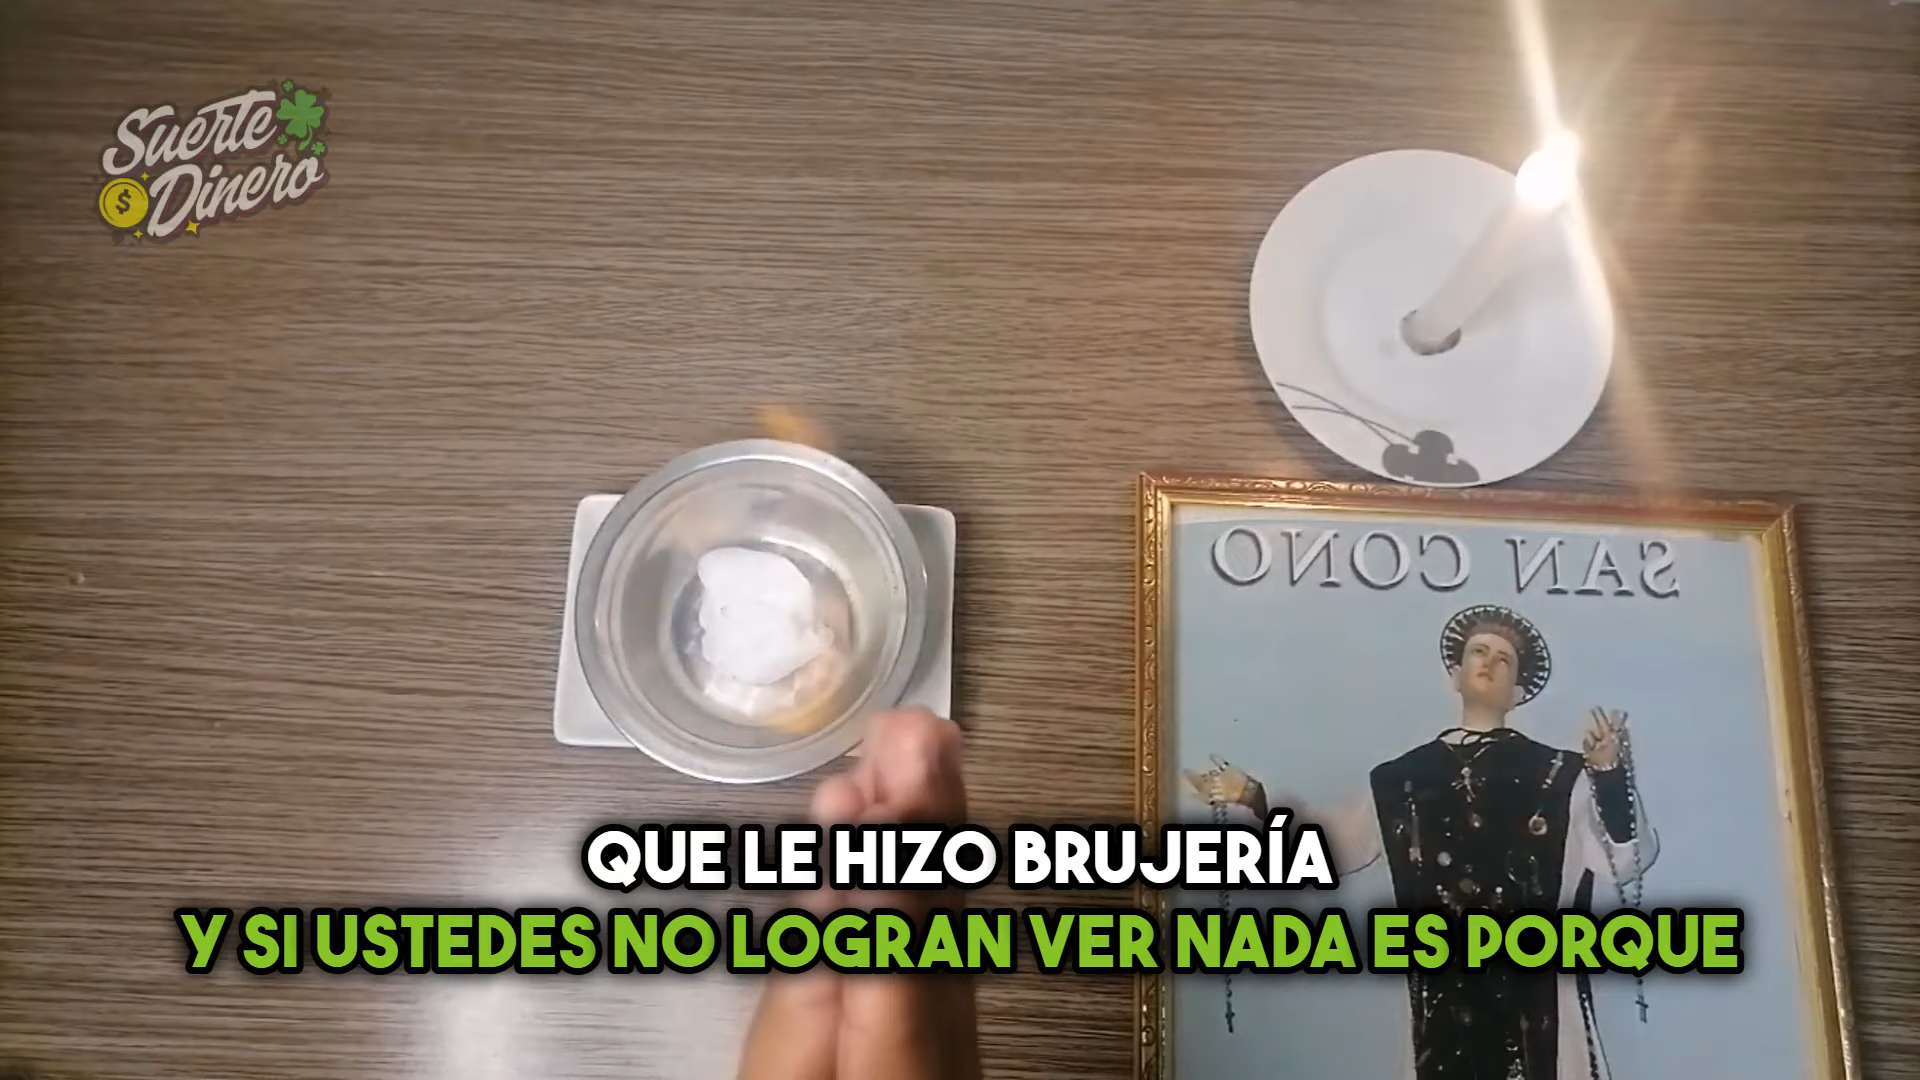 Suerte
Dinero
$
SAN CONO
QUE LE HIZO BRUJERÍA
Y SI USTEDES NO LOGRAN VER NADA ES PORQUE